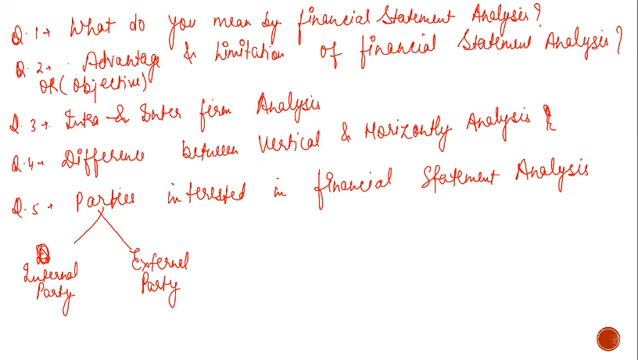 Q.1→ What do you mean by financial Statement Analysis?
Q.2→ Advantage & Limitation of financial Statement Analysis?
OR (Objective)
Q.3→ Intra & Inter firm Analysis
Q.4→ Difference between Vertical & Horizontly Analysis
Q.5→ Parties interested in financial Statement Analysis
Internal Party
External Party